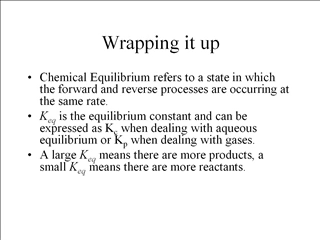 Wrapping it up
• Chemical Equilibrium refers to a state in which
the forward and reverse processes are occurring at
the same rate.
• Keq is the equilibrium constant and can be
expressed as Kc when dealing with aqueous
equilibrium or Kp when dealing with gases.
• A large Keq means there are more products, a
small Keq means there are more reactants.